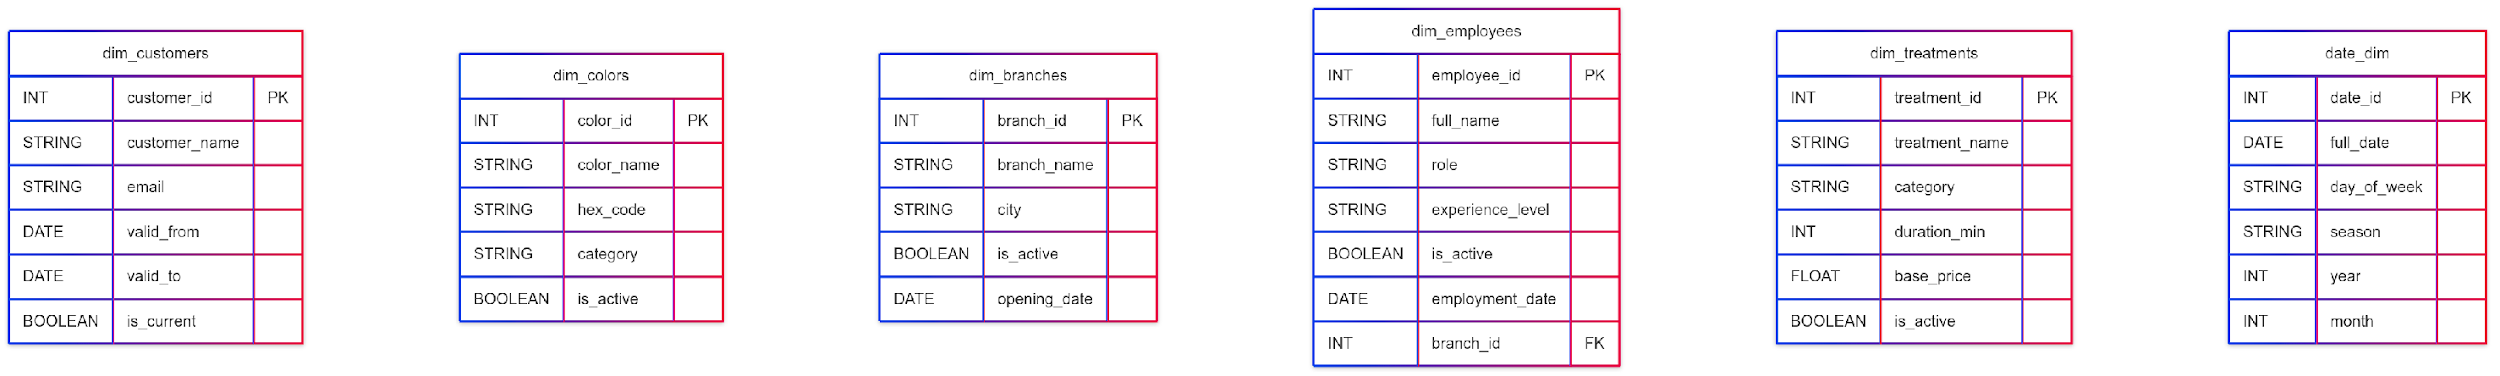 dim_customers
INT customer_id PK
STRING customer_name
STRING email
DATE valid_from
DATE valid_to
BOOLEAN is_current
dim_colors
INT color_id PK
STRING color_name
STRING hex_code
STRING category
BOOLEAN is_active
dim_branches
INT branch_id PK
STRING branch_name
STRING city
BOOLEAN is_active
DATE opening_date
dim_employees
INT employee_id PK
STRING full_name
STRING role
STRING experience_level
BOOLEAN is_active
DATE employment_date
INT branch_id FK
dim_treatments
INT treatment_id PK
STRING treatment_name
STRING category
INT duration_min
FLOAT base_price
BOOLEAN is_active
date_dim
INT date_id PK
DATE full_date
STRING day_of_week
STRING season
INT year
INT month